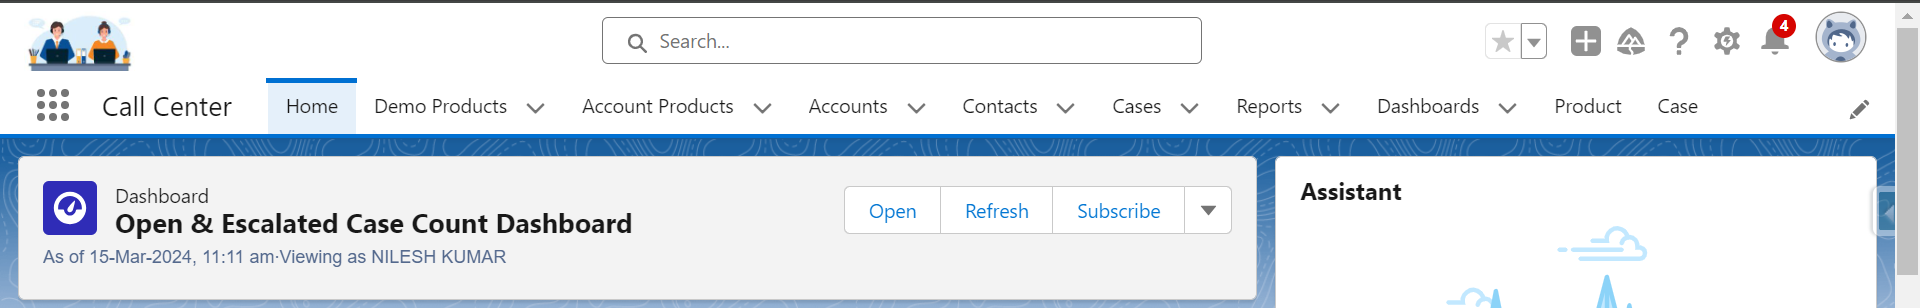 Search...
4
Call Center
Home
Demo Products
Account Products
Accounts
Contacts
Cases
Reports
Dashboards
Product
Case
Dashboard
Open & Escalated Case Count Dashboard
As of 15-Mar-2024, 11:11 am·Viewing as NILESH KUMAR
Open
Refresh
Subscribe
Assistant